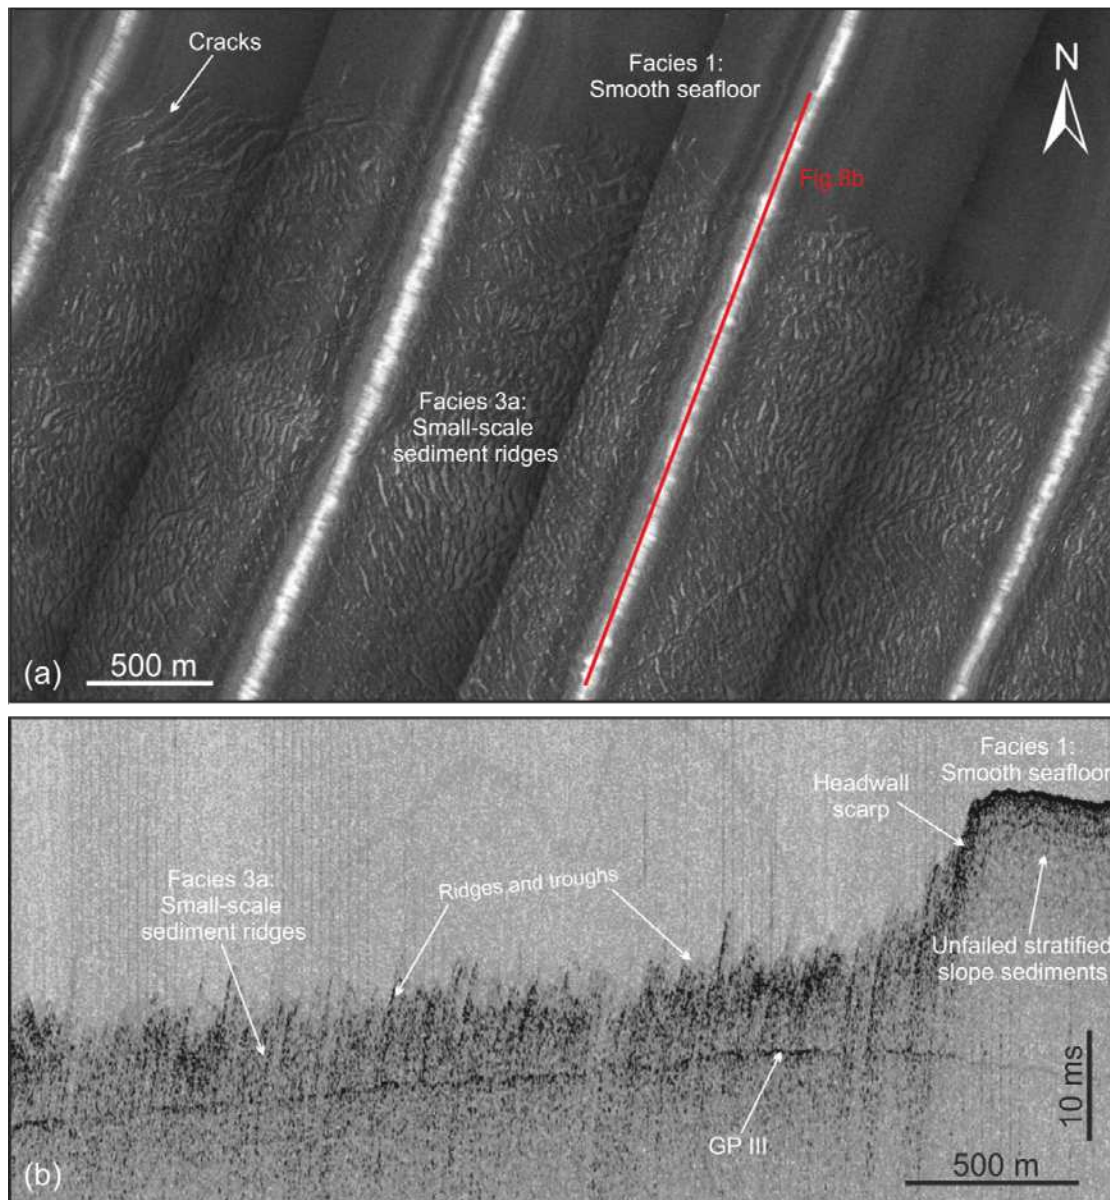 Cracks
Facies 1:
Smooth seafloor
N
Fig.8b
Facies 3a:
Small-scale
sediment ridges
(a)
500 m
Facies 1:
Smooth seafloor
Headwall
scarp
Facies 3a:
Small-scale
sediment ridges
Ridges and troughs
Unfailed stratified
slope sediments
10 ms
GP III
(b)
500 m